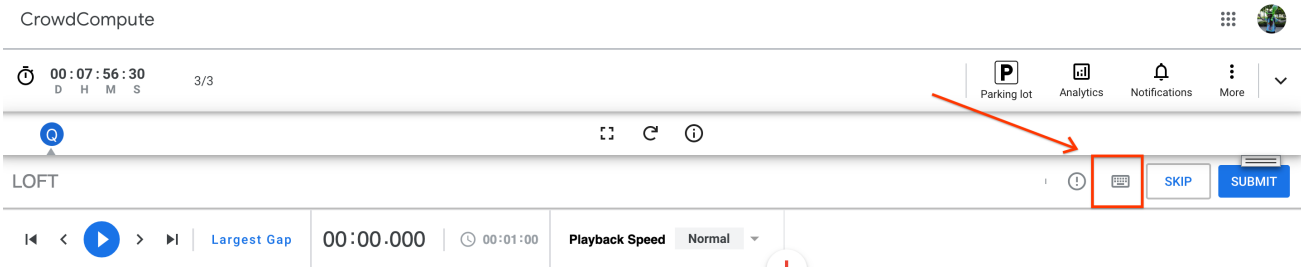 CrowdCompute
00:07:56:30
D H M S
3/3
P
Parking lot
Analytics
Notifications
More
Q
LOFT
SKIP
SUBMIT
Largest Gap
00:00.000
00:01:00
Playback Speed
Normal